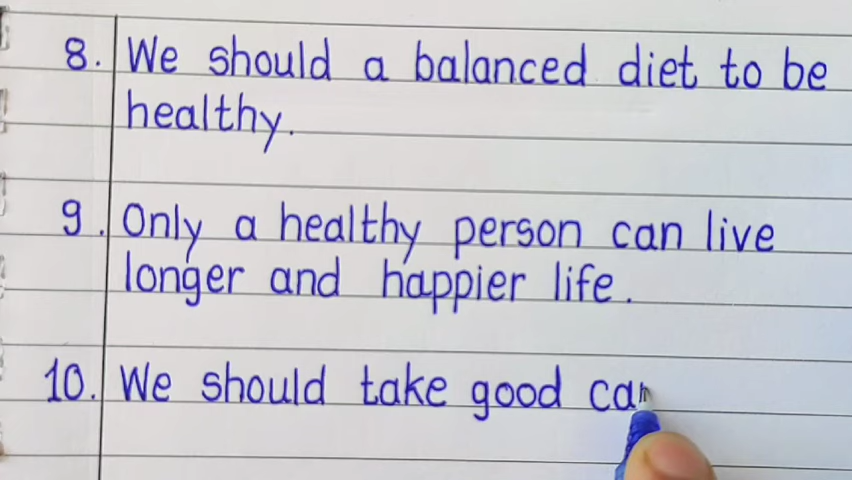 8. We should a balanced diet to be
healthy.
9. Only a healthy person can live
longer and happier life.
10. We should take good